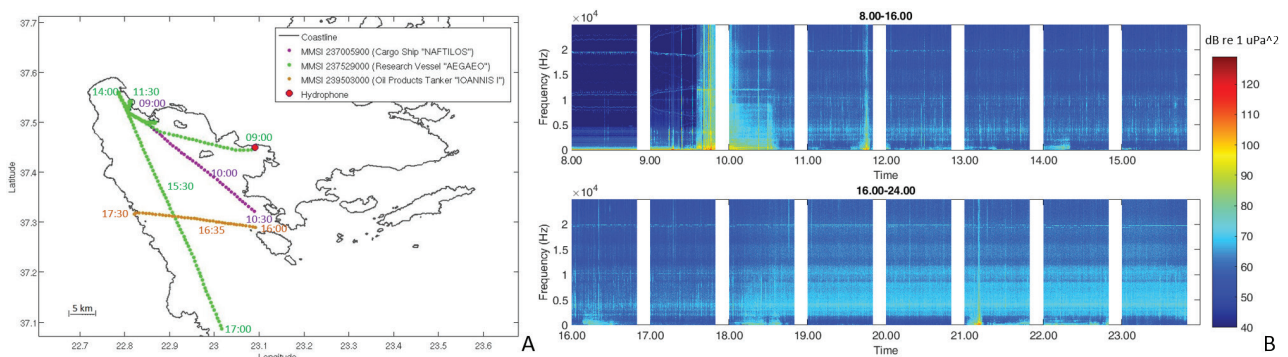 37.7
37.6
37.5
37.4
37.3
37.2
37.1
Latitude
22.7 22.8 22.9 23 23.1 23.2 23.3 23.4 23.5 23.6
Longitude
Coastline
MMSI 237005900 (Cargo Ship "NAFTILOS")
MMSI 237529000 (Research Vessel "AEGAEO")
MMSI 239503000 (Oil Products Tanker "IOANNIS I")
Hydrophone
14:00 11:30
09:00
09:00
10:00
15:30
10:30
17:30
16:35 16:00
17:00
5 km
A
8.00-16.00
×10^4
2
1.5
1
0.5
0
Frequency (Hz)
8.00 9.00 10.00 11.00 12.00 13.00 14.00 15.00
Time
16.00-24.00
×10^4
2
1.5
1
0.5
0
Frequency (Hz)
16.00 17.00 18.00 19.00 20.00 21.00 22.00 23.00
Time
dB re 1 uPa^2
120
110
100
90
80
70
60
50
40
B